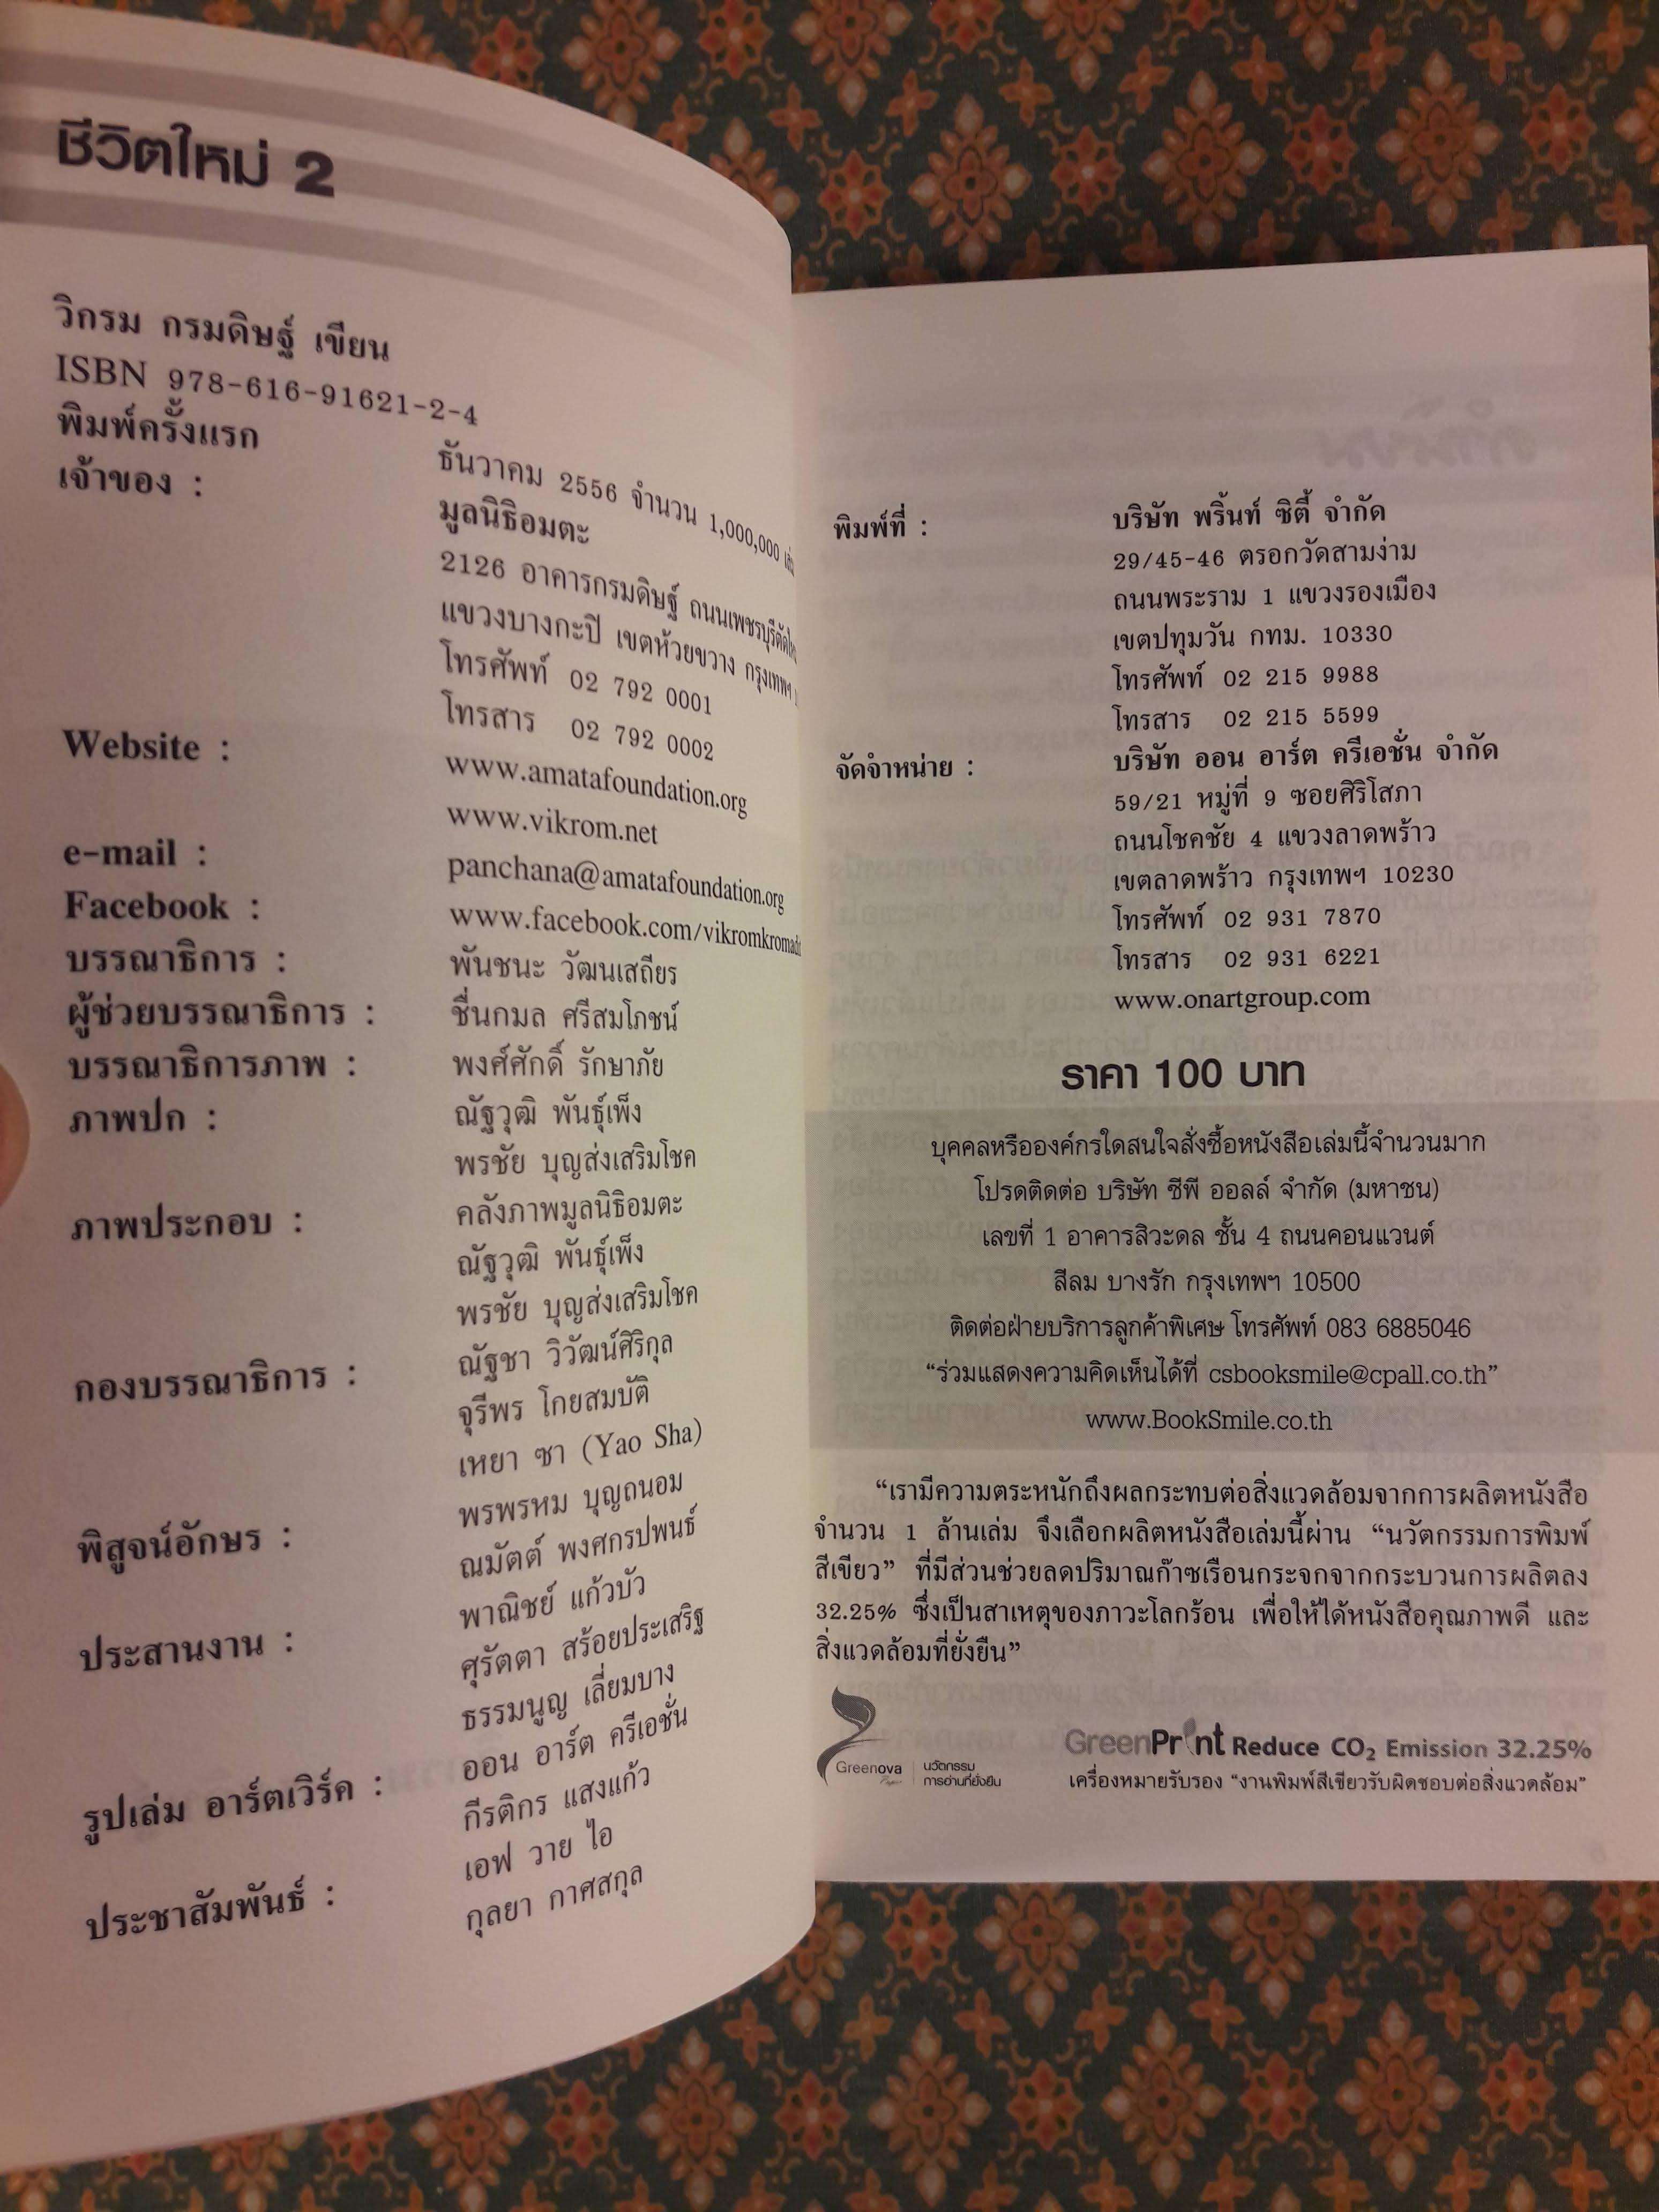 ชีวิตใหม่ 2
วิกรม กรมดิษฐ์ เขียน
ISBN 978-616-91621-2-4
พิมพ์ครั้งแรก ธันวาคม 2556 จำนวน 1,000,000 เล่ม
เจ้าของ : มูลนิธิอมตะ
2126 อาคารกรมดิษฐ์ ถนนเพชรบุรีตัดใหม่
แขวงบางกะปิ เขตห้วยขวาง กรุงเทพฯ
โทรศัพท์ 02 792 0001
โทรสาร 02 792 0002
Website : www.amatafoundation.org
www.vikrom.net
e-mail : panchana@amatafoundation.org
Facebook : www.facebook.com/vikromkromadit
บรรณาธิการ : พันชนะ วัฒนเสถียร
ผู้ช่วยบรรณาธิการ : ชื่นกมล ศรีสมโภชน์
บรรณาธิการภาพ : พงศ์ศักดิ์ รักษาภัย
ภาพปก : ณัฐวุฒิ พันธุ์เพ็ง
พรชัย บุญส่งเสริมโชค
ภาพประกอบ : คลังภาพมูลนิธิอมตะ
ณัฐวุฒิ พันธุ์เพ็ง
พรชัย บุญส่งเสริมโชค
กองบรรณาธิการ : ณัฐชา วิวัฒน์ศิริกุล
จุรีพร โกยสมบัติ
เหยา ซา (Yao Sha)
พิสูจน์อักษร : พรพรหม บุญถนอม
ณมัตต์ พงศกรปพนธ์
ประสานงาน : พาณิชย์ แก้วบัว
ศุรัตตา สร้อยประเสริฐ
ธรรมนูญ เลี่ยมบาง
รูปเล่ม อาร์ตเวิร์ค : ออน อาร์ต ครีเอชั่น
กีรติกร แสงแก้ว
ประชาสัมพันธ์ : เอฟ วาย ไอ
กุลยา กาศสกุล
พิมพ์ที่ : บริษัท พริ้นท์ ซิตี้ จำกัด
29/45-46 ตรอกวัดสามง่าม
ถนนพระราม 1 แขวงรองเมือง
เขตปทุมวัน กทม. 10330
โทรศัพท์ 02 215 9988
โทรสาร 02 215 5599
จัดจำหน่าย : บริษัท ออน อาร์ต ครีเอชั่น จำกัด
59/21 หมู่ที่ 9 ซอยศิริโสภา
ถนนโชคชัย 4 แขวงลาดพร้าว
เขตลาดพร้าว กรุงเทพฯ 10230
โทรศัพท์ 02 931 7870
โทรสาร 02 931 6221
www.onartgroup.com
ราคา 100 บาท
บุคคลหรือองค์กรใดสนใจสั่งซื้อหนังสือเล่มนี้จำนวนมาก
โปรดติดต่อ บริษัท ซีพี ออลล์ จำกัด (มหาชน)
เลขที่ 1 อาคารสิวะดล ชั้น 4 ถนนคอนแวนต์
สีลม บางรัก กรุงเทพฯ 10500
ติดต่อฝ่ายบริการลูกค้าพิเศษ โทรศัพท์ 083 6885046
“ร่วมแสดงความคิดเห็นได้ที่ csbooksmile@cpall.co.th”
www.BookSmile.co.th
“เรามีความตระหนักถึงผลกระทบต่อสิ่งแวดล้อมจากการผลิตหนังสือ
จำนวน 1 ล้านเล่ม จึงเลือกผลิตหนังสือเล่มนี้ผ่าน “นวัตกรรมการพิมพ์
สีเขียว” ที่มีส่วนช่วยลดปริมาณก๊าซเรือนกระจกจากกระบวนการผลิตลง
32.25% ซึ่งเป็นสาเหตุของภาวะโลกร้อน เพื่อให้ได้หนังสือคุณภาพดี และ
สิ่งแวดล้อมที่ยั่งยืน”
Greenova
นวัตกรรม
การอ่านที่ยั่งยืน
GreenPrint Reduce CO₂ Emission 32.25%
เครื่องหมายรับรอง “งานพิมพ์สีเขียวรับผิดชอบต่อสิ่งแวดล้อม”